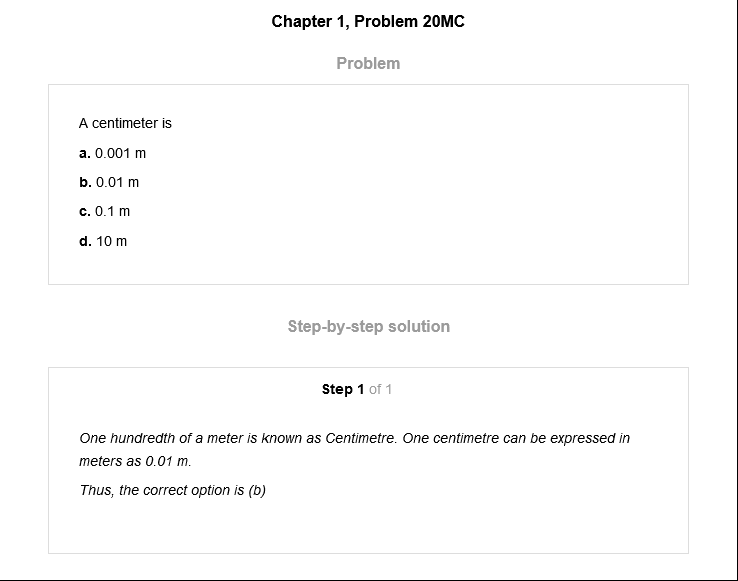 Chapter 1, Problem 20MC
Problem
A centimeter is
a. 0.001 m
b. 0.01 m
c. 0.1 m
d. 10 m
Step-by-step solution
Step 1 of 1
One hundredth of a meter is known as Centimetre. One centimetre can be expressed in
meters as 0.01 m.
Thus, the correct option is (b)